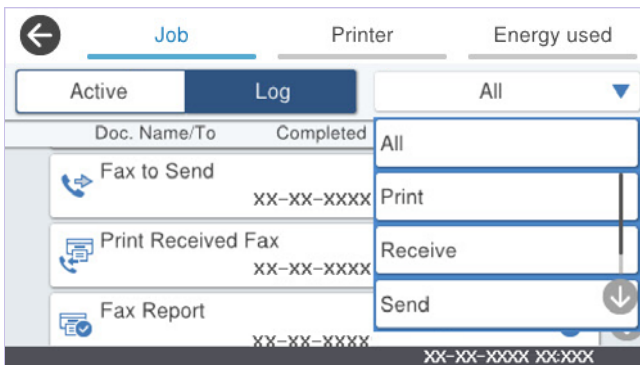 Job Printer Energy used
Active Log All
Doc. Name/To Completed
All
Fax to Send
XX-XX-XXXX
Print
Print Received Fax
XX-XX-XXXX
Receive
Fax Report
XX-XX-XXXX
Send
XX-XX-XXXX XX:XXX